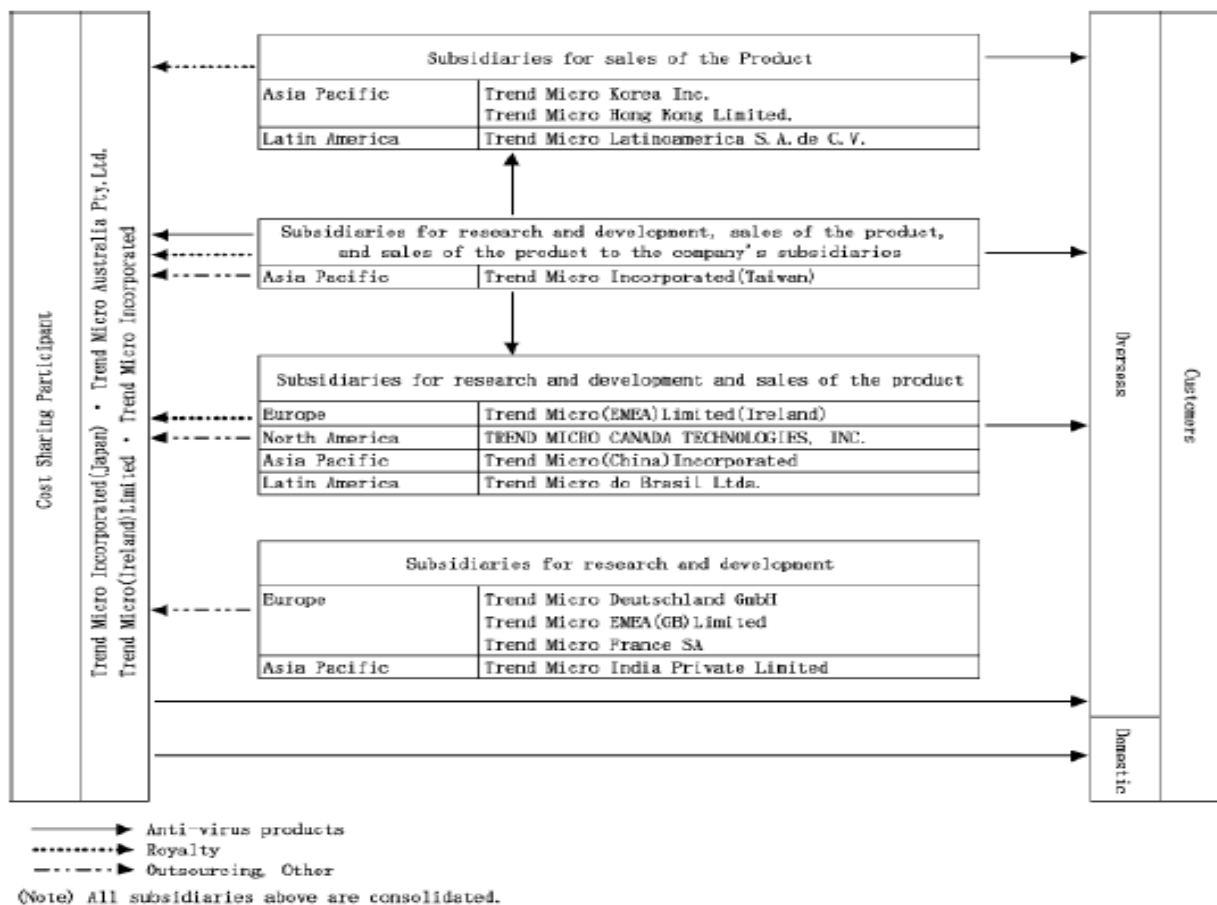 Cost Sharing Participant
Trend Micro Incorporated(Japan) ・ Trend Micro Australia Pty.Ltd.
Trend Micro(Ireland)Limited ・ Trend Micro Incorporated
Subsidiaries for sales of the Product
Asia Pacific Trend Micro Korea Inc.
Trend Micro Hong Kong Limited.
Latin America Trend Micro Latinoamerica S.A.de C.V.
Subsidiaries for research and development, sales of the product,
and sales of the product to the company's subsidiaries
Asia Pacific Trend Micro Incorporated(Taiwan)
Subsidiaries for research and development and sales of the product
Europe Trend Micro(EMEA)Limited(Ireland)
North America TREND MICRO CANADA TECHNOLOGIES, INC.
Asia Pacific Trend Micro(China)Incorporated
Latin America Trend Micro do Brasil Ltda.
Subsidiaries for research and development
Europe Trend Micro Deutschland GmbH
Trend Micro EMEA(GB)Limited
Trend Micro France SA
Asia Pacific Trend Micro India Private Limited
Overseas
Domestic
Customers
Anti-virus products
Royalty
Outsourcing, Other
(Note) All subsidiaries above are consolidated.